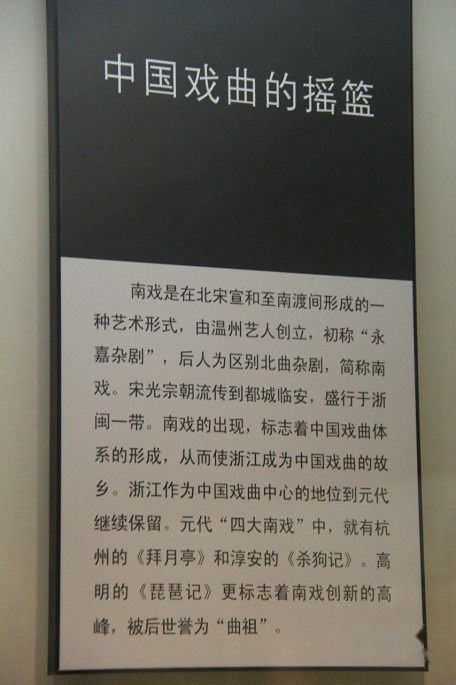 中国戏曲的摇篮
南戏是在北宋宣和至南渡间形成的一
种艺术形式，由温州艺人创立，初称“永
嘉杂剧”，后人为区别北曲杂剧，简称南
戏。宋光宗朝流传到都城临安，盛行于浙
闽一带。南戏的出现，标志着中国戏曲体
系的形成，从而使浙江成为中国戏曲的故
乡。浙江作为中国戏曲中心的地位到元代
继续保留。元代“四大南戏”中，就有杭
州的《拜月亭》和淳安的《杀狗记》。高
明的《琵琶记》更标志着南戏创新的高
峰，被后世誉为“曲祖”。